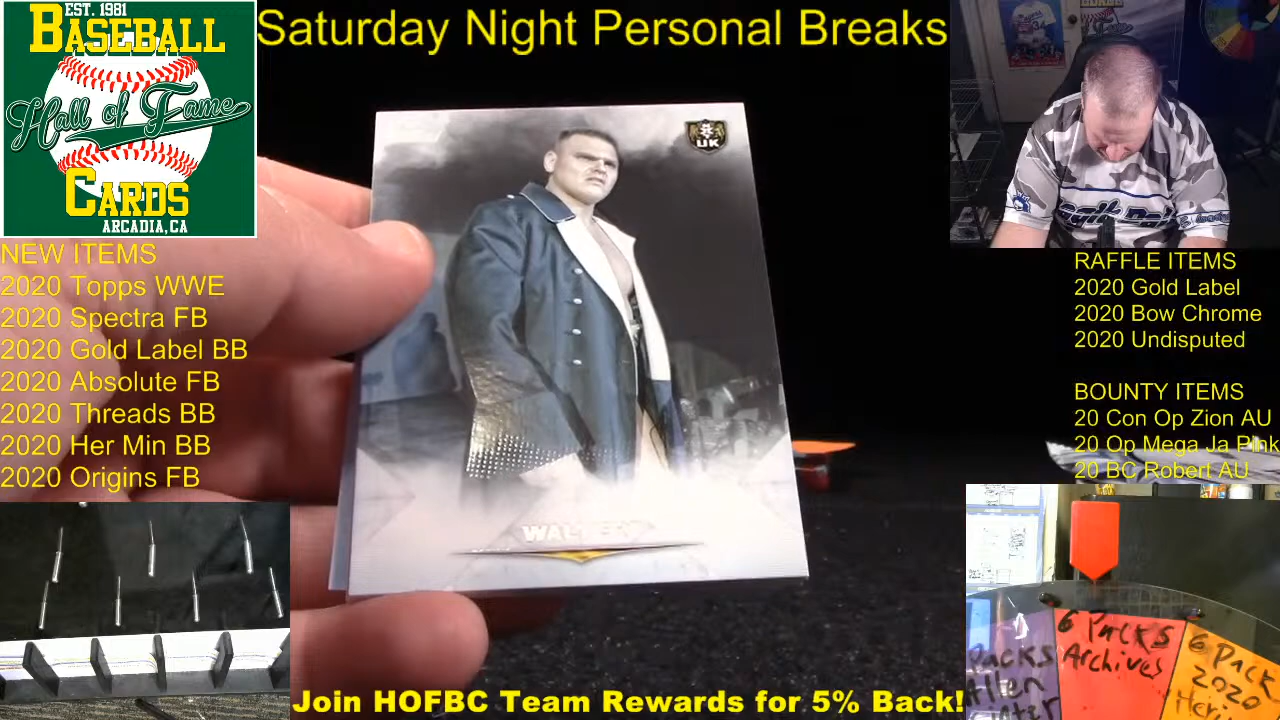 EST. 1981
BASEBALL
Hall of Fame
CARDS
ARCADIA,CA
Saturday Night Personal Breaks
NEW ITEMS
2020 Topps WWE
2020 Spectra FB
2020 Gold Label BB
2020 Absolute FB
2020 Threads BB
2020 Her Min BB
2020 Origins FB
UK
WALTER
RAFFLE ITEMS
2020 Gold Label
2020 Bow Chrome
2020 Undisputed
BOUNTY ITEMS
20 Con Op Zion AU
20 Op Mega Ja Pink
20 BC Robert AU
6 Packs
Archives
6 Pack
2020
Heri
Packs
Join HOFBC Team Rewards for 5% Back!